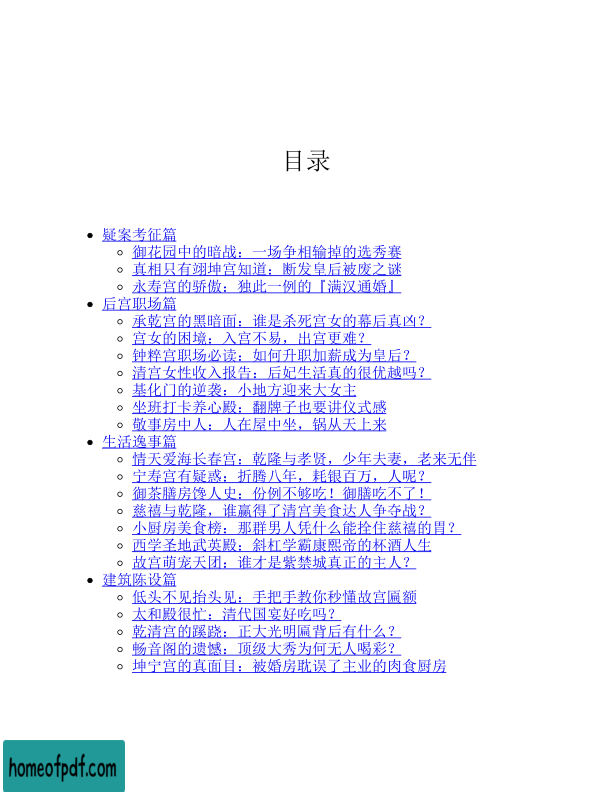 目录
疑案考征篇
御花园中的暗战：一场争相输掉的选秀赛
真相只有翊坤宫知道：断发皇后被废之谜
永寿宫的骄傲：独此一例的『满汉通婚』
后宫职场篇
承乾宫的黑暗面：谁是杀死宫女的幕后真凶？
宫女的困境：入宫不易，出宫更难？
钟粹宫职场必读：如何升职加薪成为皇后？
清宫女性收入报告：后妃生活真的很优越吗？
基化门的逆袭：小地方迎来大女主
坐班打卡养心殿：翻牌子也要讲仪式感
敬事房中人：人在屋中坐，锅从天上来
生活逸事篇
情天爱海长春宫：乾隆与孝贤，少年夫妻，老来无伴
宁寿宫有疑惑：折腾八年，耗银百万，人呢？
御茶膳房馋人史：份例不够吃！御膳吃不了！
慈禧与乾隆，谁赢得了清宫美食达人争夺战？
小厨房美食榜：那群男人凭什么能拴住慈禧的胃？
西学圣地武英殿：斜杠学霸康熙帝的杯酒人生
故宫萌宠天团：谁才是紫禁城真正的主人？
建筑陈设篇
低头不见抬头见：手把手教你秒懂故宫匾额
太和殿很忙：清代国宴好吃吗？
乾清宫的蹊跷：正大光明匾背后有什么？
畅音阁的遗憾：顶级大秀为何无人喝彩？
坤宁宫的真面目：被婚房耽误了主业的肉食厨房
homeofpdf.com